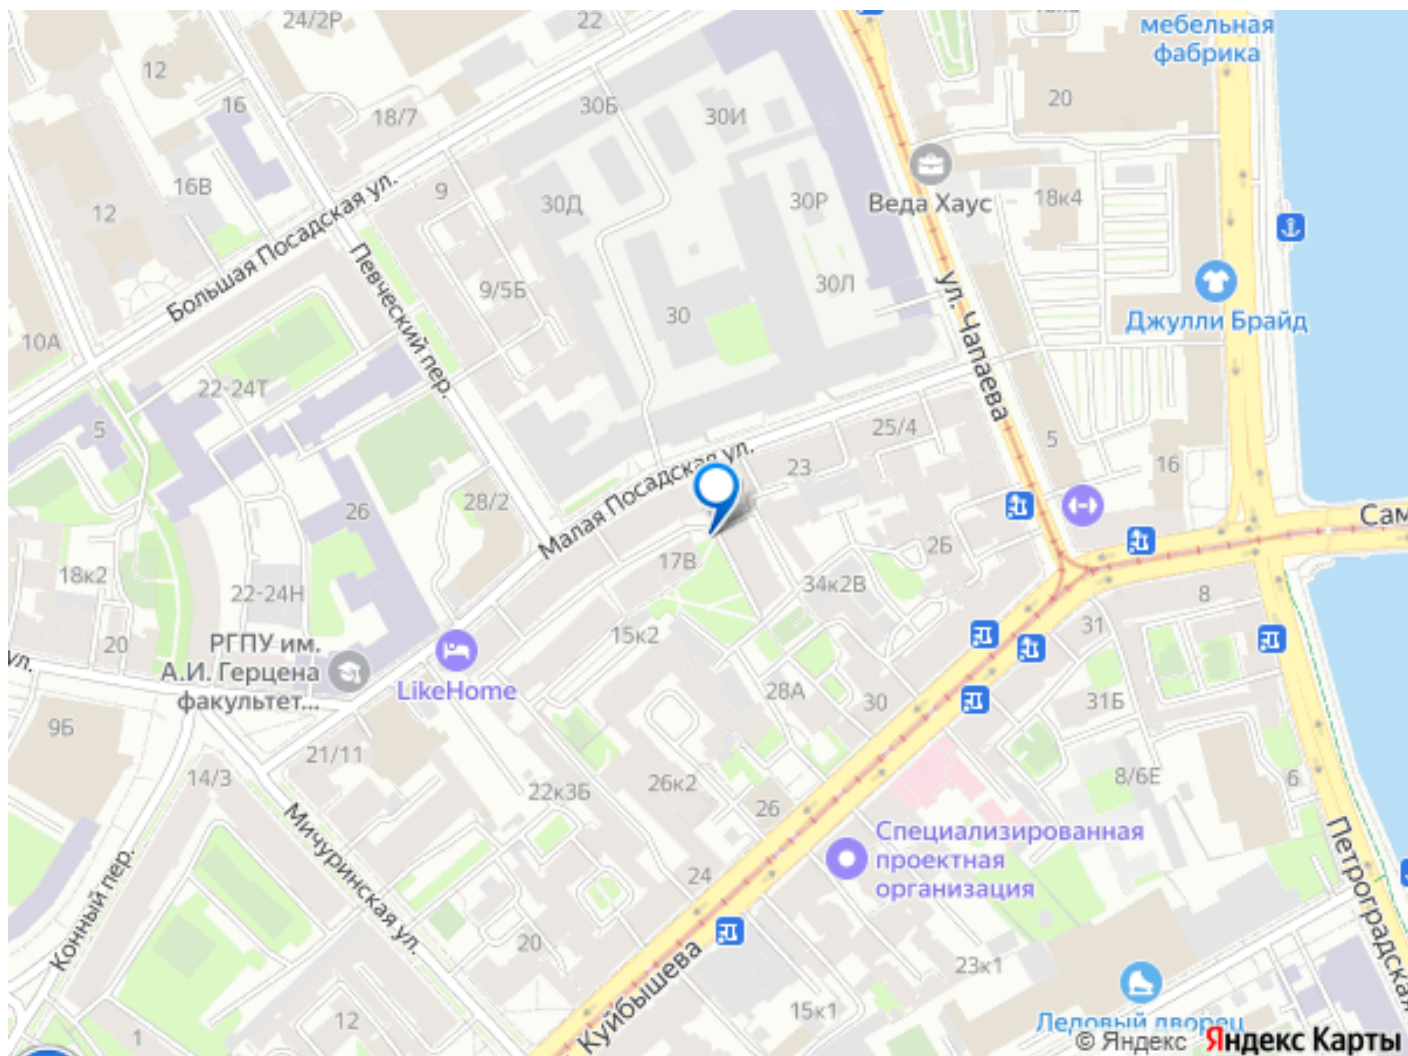 24/2Р
22
мебельная
фабрика
12
16
18/7
30Б
30И
20
16В
9
12
30Д
30Р
Веда Хаус
18к4
Большая Посадская ул.
Певческий пер.
9/5Б
30Л
ул. Чапаева
Джулли Брайд
30
10А
22-24Т
5
25/4
5
23
16
Малая Посадская ул.
28/2
26
Сам
17В
2Б
18к2
22-24Н
34к2В
8
20
15к2
31
ул.
РГПУ им.
А.И. Герцена
факультет...
LikeHome
28А
30
31Б
9Б
21/11
14/3
22к3Б
26к2
26
8/6Е
6
Мичуринская ул.
Специализированная
проектная
организация
Петроградская
24
Конный пер.
20
Куйбышева
23к1
15к1
12
1
Ледовый дворец
© Яндекс Яндекс Карты